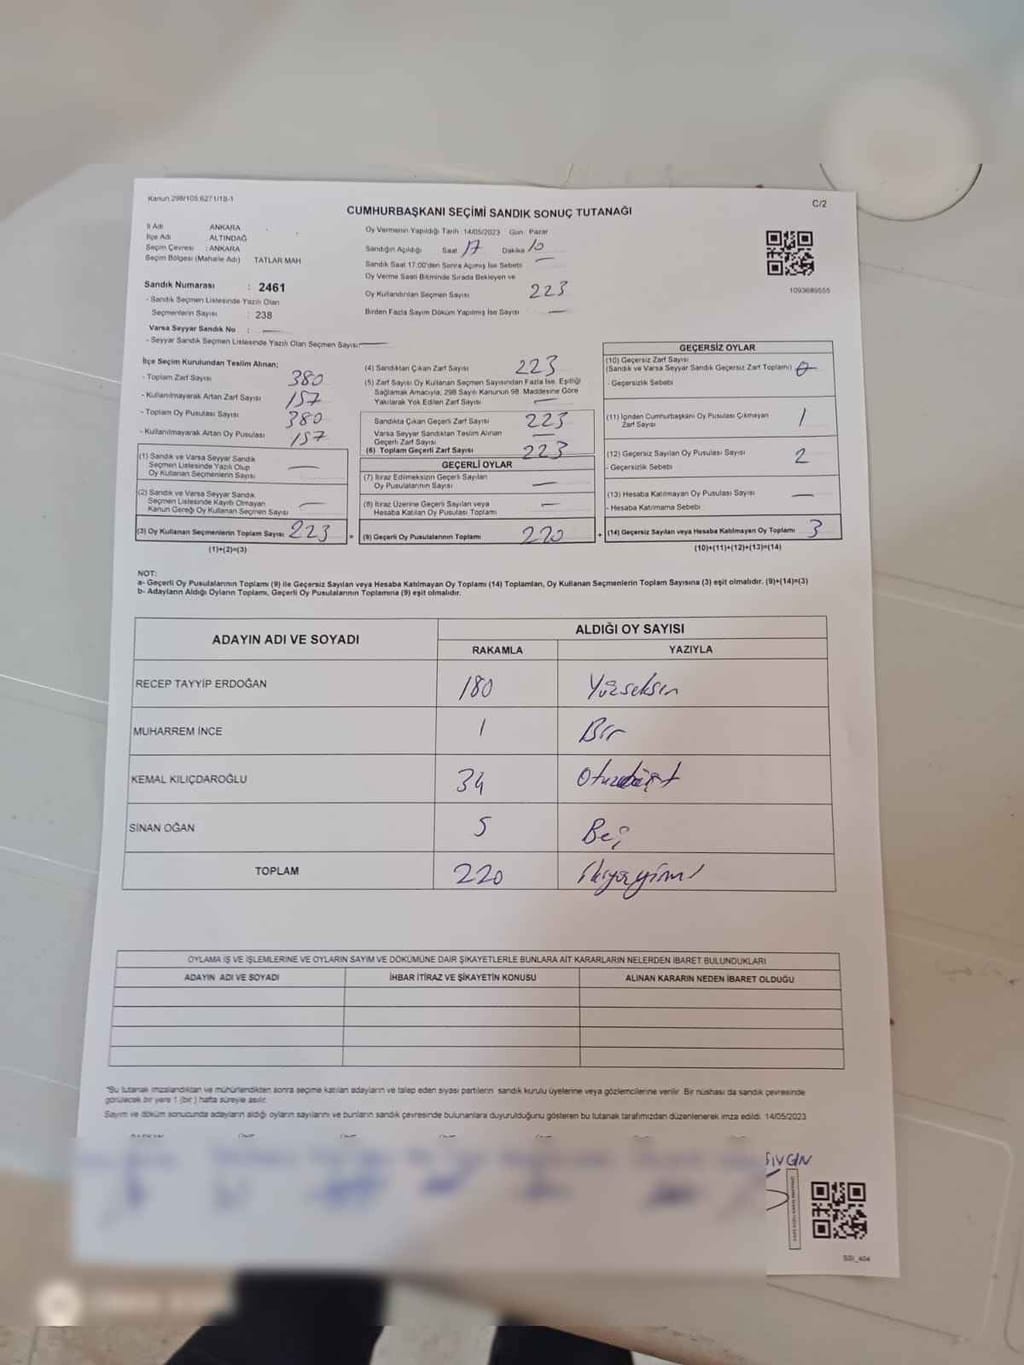 Kanun 298/105;6271/18-1
C/2
CUMHURBAŞKANI SEÇİMİ SANDIK SONUÇ TUTANAĞI
İl Adı ANKARA
İlçe Adı : ALTINDAĞ
Seçim Çevresi : ANKARA
Seçim Bölgesi (Mahalle Adı) TATLAR MAH
Sandık Numarası : 2461
- Sandık Seçmen Listesinde Yazılı Olan
Seçmenlerin Sayısı : 238
Varsa Seyyar Sandık No : —
- Seyyar Sandık Seçmen Listesinde Yazılı Olan Seçmen Sayısı: —
Oy Vermenin Yapıldığı Tarih 14/05/2023 Gün: Pazar
Sandığın Açıldığı Saat 17 Dakika 10
Sandık Saat 17:00'den Sonra Açılmış İse Sebebi —
Oy Verme Saati Bitiminde Sırada Bekleyen ve
Oy Kullandırılan Seçmen Sayısı 223
Birden Fazla Sayım Döküm Yapılmış İse Sayısı —
1093689555
İlçe Seçim Kurulundan Teslim Alınan;
- Toplam Zarf Sayısı 380
- Kullanılmayarak Artan Zarf Sayısı 157
- Toplam Oy Pusulası Sayısı 380
- Kullanılmayarak Artan Oy Pusulası 157
(1) Sandık ve Varsa Seyyar Sandık
Seçmen Listesinde Yazılı Olup
Oy Kullanan Seçmenlerin Sayısı —
(2) Sandık ve Varsa Seyyar Sandık
Seçmen Listesinde Kayıtlı Olmayan
Kanun Gereği Oy Kullanan Seçmen Sayısı —
(3) Oy Kullanan Seçmenlerin Toplam Sayısı 223
(1)+(2)=(3)
(4) Sandıktan Çıkan Zarf Sayısı 223
(5) Zarf Sayısı Oy Kullanan Seçmen Sayısından Fazla İse, Eşitliği
Sağlamak Amacıyla; 298 Sayılı Kanunun 98. Maddesine Göre
Yakılarak Yok Edilen Zarf Sayısı —
Sandıkta Çıkan Geçerli Zarf Sayısı 223
Varsa Seyyar Sandıktan Teslim Alınan
Geçerli Zarf Sayısı —
(6) Toplam Geçerli Zarf Sayısı 223
GEÇERLİ OYLAR
(7) İtiraz Edilmeksizin Geçerli Sayılan
Oy Pusulalarının Sayısı —
(8) İtiraz Üzerine Geçerli Sayılan veya
Hesaba Katılan Oy Pusulası Toplamı —
= (9) Geçerli Oy Pusulalarının Toplamı 220
GEÇERSİZ OYLAR
(10) Geçersiz Zarf Sayısı
(Sandık ve Varsa Seyyar Sandık Geçersiz Zarf Toplamı) 0
- Geçersizlik Sebebi
(11) İçinden Cumhurbaşkanı Oy Pusulası Çıkmayan
Zarf Sayısı 1
(12) Geçersiz Sayılan Oy Pusulası Sayısı 2
- Geçersizlik Sebebi
(13) Hesaba Katılmayan Oy Pusulası Sayısı —
- Hesaba Katılmama Sebebi
+ (14) Geçersiz Sayılan veya Hesaba Katılmayan Oy Toplamı 3
(10)+(11)+(12)+(13)=(14)
NOT:
a- Geçerli Oy Pusulalarının Toplamı (9) ile Geçersiz Sayılan veya Hesaba Katılmayan Oy Toplamı (14) Toplamları, Oy Kullanan Seçmenlerin Toplam Sayısına (3) eşit olmalıdır. (9)+(14)=(3)
b- Adayların Aldığı Oyların Toplamı, Geçerli Oy Pusulalarının Toplamına (9) eşit olmalıdır.
ADAYIN ADI VE SOYADI ALDIĞI OY SAYISI
RAKAMLA YAZIYLA
RECEP TAYYİP ERDOĞAN 180 Yüzseksen
MUHARREM İNCE 1 Bir
KEMAL KILIÇDAROĞLU 34 Otuzdört
SİNAN OĞAN 5 Beş
TOPLAM 220 İkiyüzyirmi
OYLAMA İŞ VE İŞLEMLERİNE VE OYLARIN SAYIM VE DÖKÜMÜNE DAİR ŞİKAYETLERLE BUNLARA AİT KARARLARIN NELERDEN İBARET BULUNDUKLARI
ADAYIN ADI VE SOYADI İHBAR İTİRAZ VE ŞİKAYETİN KONUSU ALINAN KARARIN NEDEN İBARET OLDUĞU
"Bu tutanak imzalandıktan ve mühürlendikten sonra seçime katılan adayların ve talep eden siyasi partilerin sandık kurulu üyelerine veya gözlemcilerine verilir. Bir nüshası da sandık çevresinde
görülecek bir yere 1 (bir) hafta süreyle asılır.
Sayım ve döküm sonucunda adayların aldığı oyların sayılarını ve bunların sandık çevresinde bulunanlara duyurulduğunu gösteren bu tutanak tarafımızdan düzenlenerek imza edildi. 14/05/2023
SIVGIN